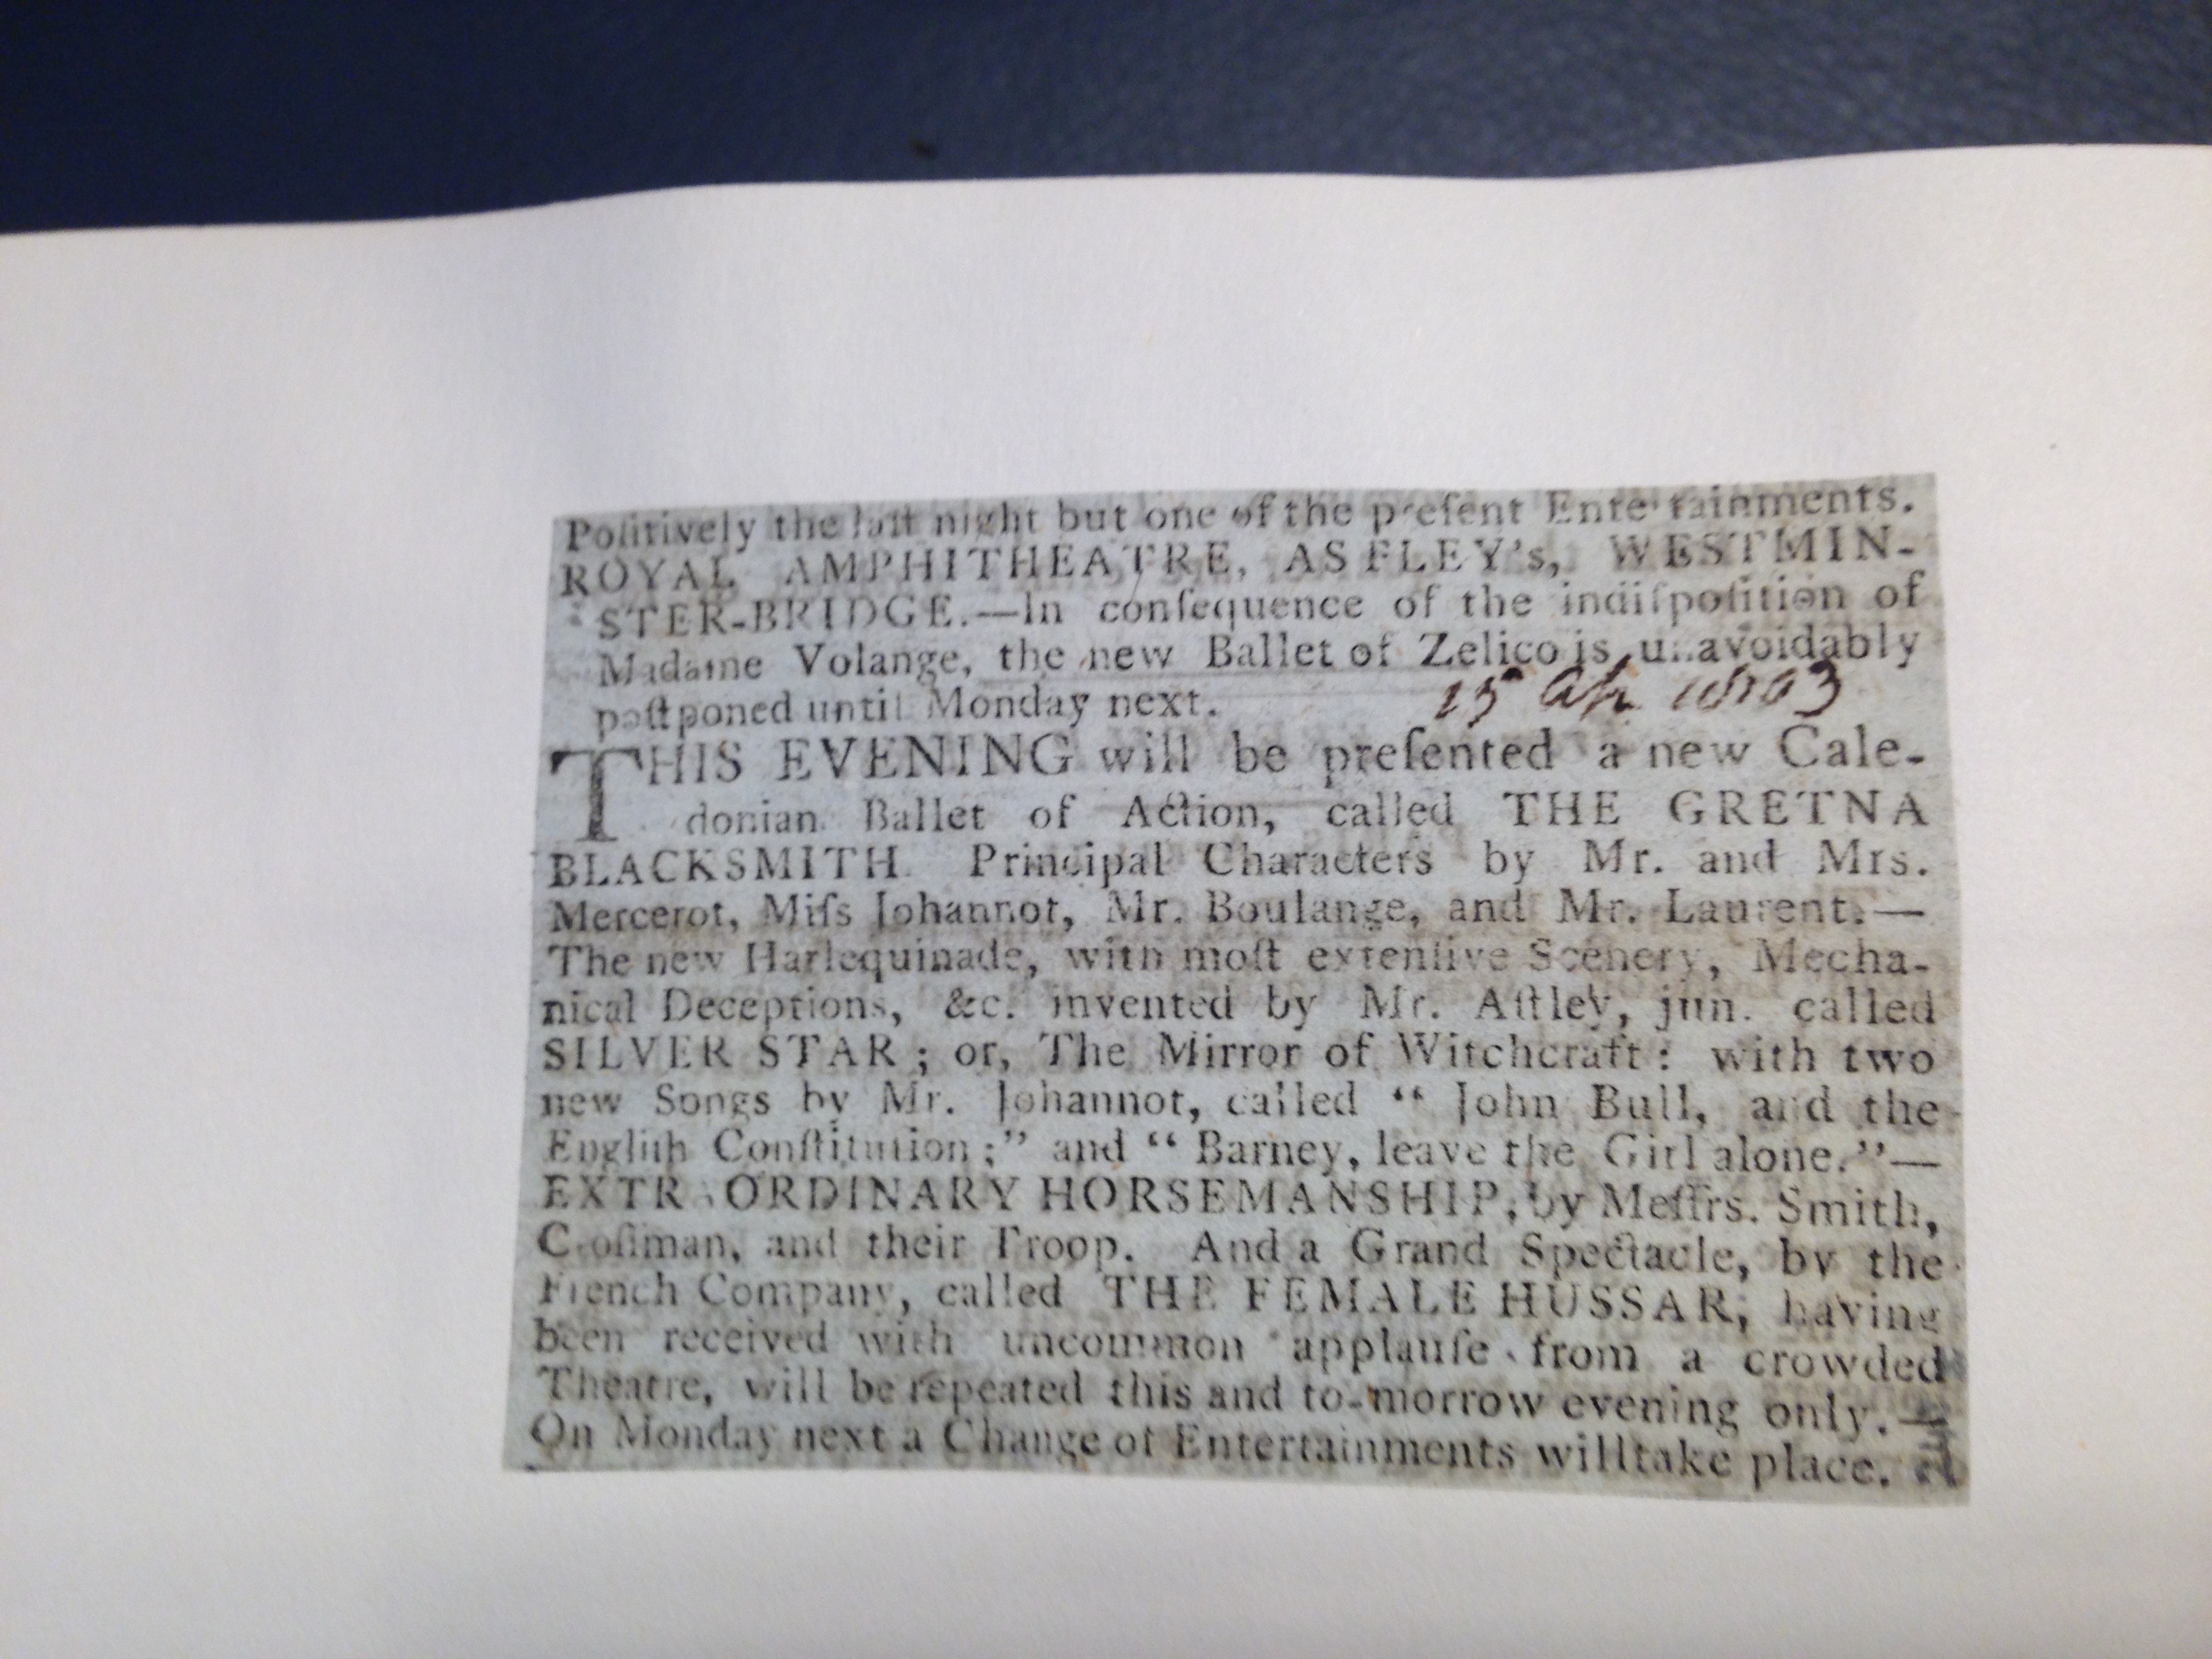 Poſitively the laſt night but one of the preſent Entertainments.
ROYAL AMPHITHEATRE, ASTLEY's, WESTMIN-
STER-BRIDGE.—In conſequence of the indiſpoſition of
Madame Volange, the new Ballet of Zelico is unavoidably
poſtponed until Monday next.
15 Ap 1803
THIS EVENING will be preſented a new Cale-
donian Ballet of Action, called THE GRETNA
BLACKSMITH. Principal Characters by Mr. and Mrs.
Mercerot, Miſs Johannot, Mr. Boulange, and Mr. Laurent.—
The new Harlequinade, with moſt extenſive Scenery, Mecha-
nical Deceptions, &c. invented by Mr. Aſtley, jun. called
SILVER STAR; or, The Mirror of Witchcraft: with two
new Songs by Mr. Johannot, called “ John Bull, and the
Engliſh Conſtitution;” and “ Barney, leave the Girl alone.”—
EXTRAORDINARY HORSEMANSHIP, by Meſſrs. Smith,
Croſſman, and their Troop. And a Grand Spectacle, by the
French Company, called THE FEMALE HUSSAR, having
been received with uncommon applauſe from a crowded
Theatre, will be repeated this and to-morrow evening only.—
On Monday next a Change of Entertainments will take place.